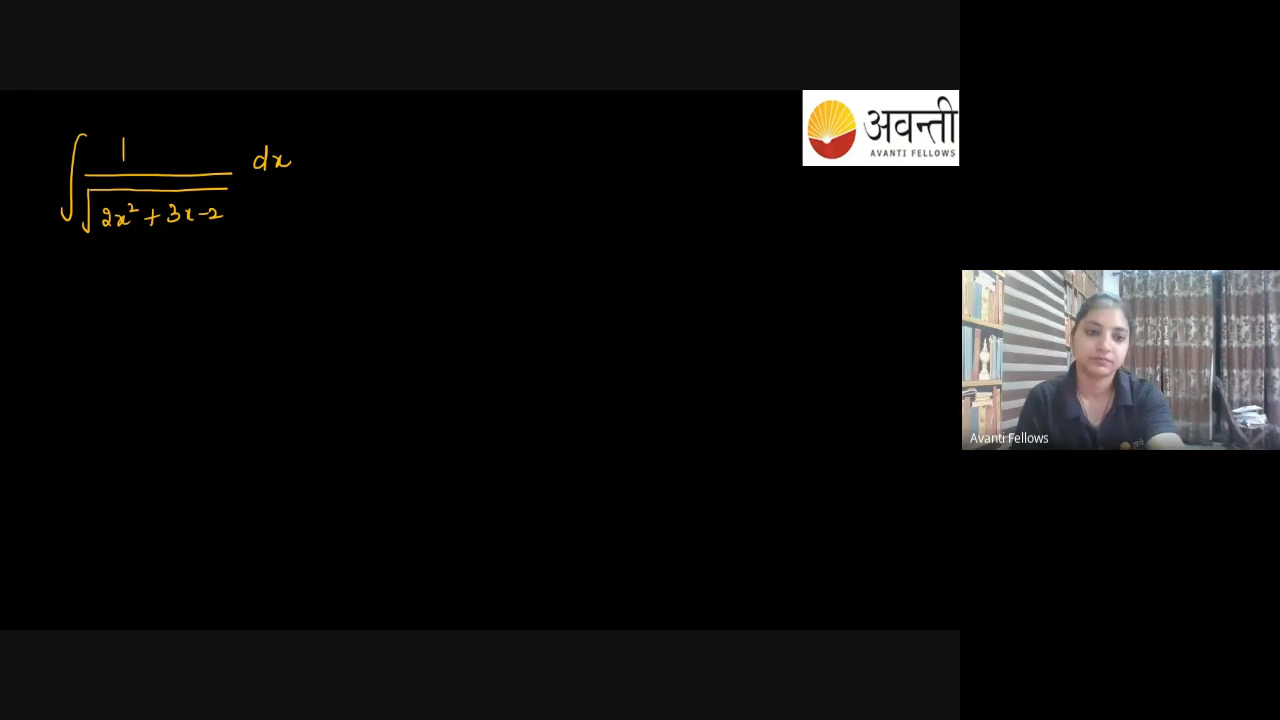 ∫ 1/√(2x² + 3x - 2) dx
अवन्ती
AVANTI FELLOWS
Avanti Fellows